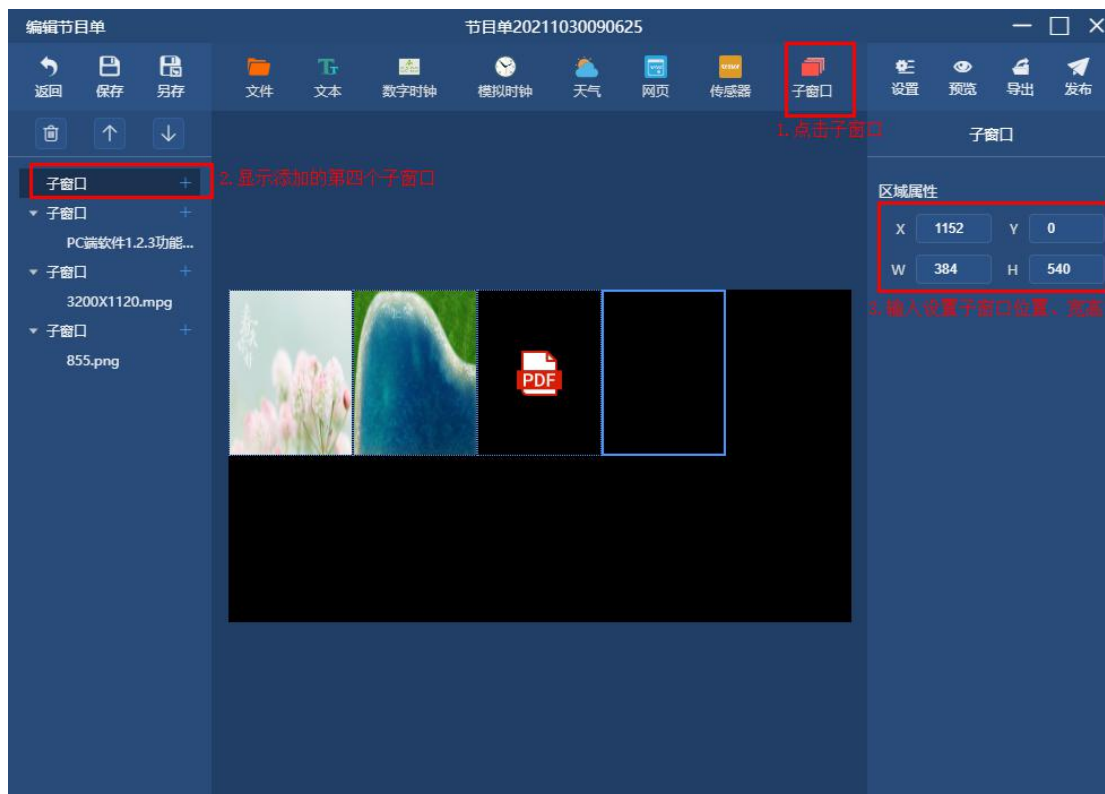 编辑节目单
节目单20211030090625
返回 保存 另存 文件 文本 数字时钟 模拟时钟 天气 网页 传感器 子窗口 设置 预览 导出 发布
1.点击子窗口
子窗口
子窗口 +
2.显示添加的第四个子窗口
区域属性
子窗口 +
PC端软件1.2.3功能...
X 1152 Y 0
子窗口 +
W 384 H 540
3200X1120.mpg
3.输入设置子窗口位置、宽高
子窗口 +
855.png
PDF